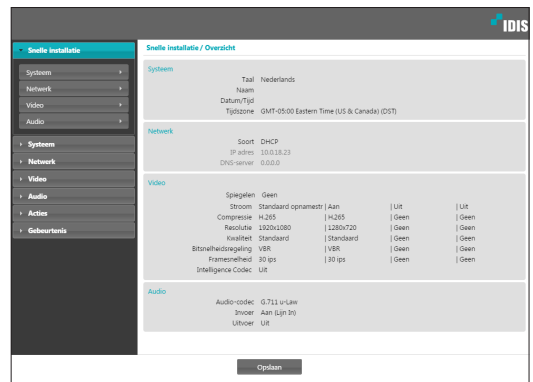 IDIS
Snelle installatie
Systeem
Netwerk
Video
Audio
Systeem
Netwerk
Video
Audio
Acties
Gebeurtenis
Snelle installatie / Overzicht
Systeem
Taal Nederlands
Naam
Datum/Tijd
Tijdszone GMT-05:00 Eastern Time (US & Canada) (DST)
Netwerk
Soort DHCP
IP adres 10.0.18.23
DNS-server 0.0.0.0
Video
Spiegelen Geen
Stroom Standaard opnamestr | Aan | Uit | Uit
Compressie H.265 | H.265 | Geen | Geen
Resolutie 1920x1080 | 1280x720 | Geen | Geen
Kwaliteit Standaard | Standaard | Geen | Geen
Bitsnelheidsregeling VBR | VBR | Geen | Geen
Framesnelheid 30 ips | 30 ips | Geen | Geen
Intelligence Codec Uit
Audio
Audio-codec G.711 u-Law
Invoer Aan (Lijn In)
Uitvoer Uit
Opslaan